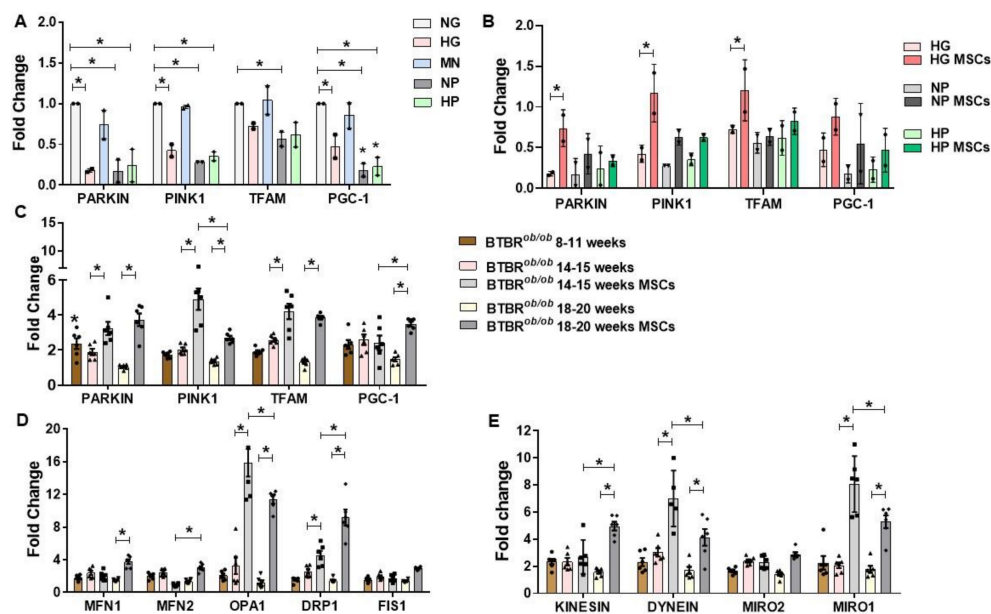 A
Fold Change
2.0
1.5
1.0
0.5
0.0
* * * * * * * * * * * *
PARKIN PINK1 TFAM PGC-1
NG
HG
MN
NP
HP
B
Fold Change
2.0
1.5
1.0
0.5
0.0
* * *
PARKIN PINK1 TFAM PGC-1
HG
HG MSCs
NP
NP MSCs
HP
HP MSCs
C
Fold Change
15
10
6
4
2
0
* * * * * * * * * *
PARKIN PINK1 TFAM PGC-1
BTBRob/ob 8-11 weeks
BTBRob/ob 14-15 weeks
BTBRob/ob 14-15 weeks MSCs
BTBRob/ob 18-20 weeks
BTBRob/ob 18-20 weeks MSCs
D
Fold Change
20
16
12
8
4
0
* * * * * * * *
MFN1 MFN2 OPA1 DRP1 FIS1
E
Fold change
12
10
8
6
4
2
0
* * * * * * * *
KINESIN DYNEIN MIRO2 MIRO1